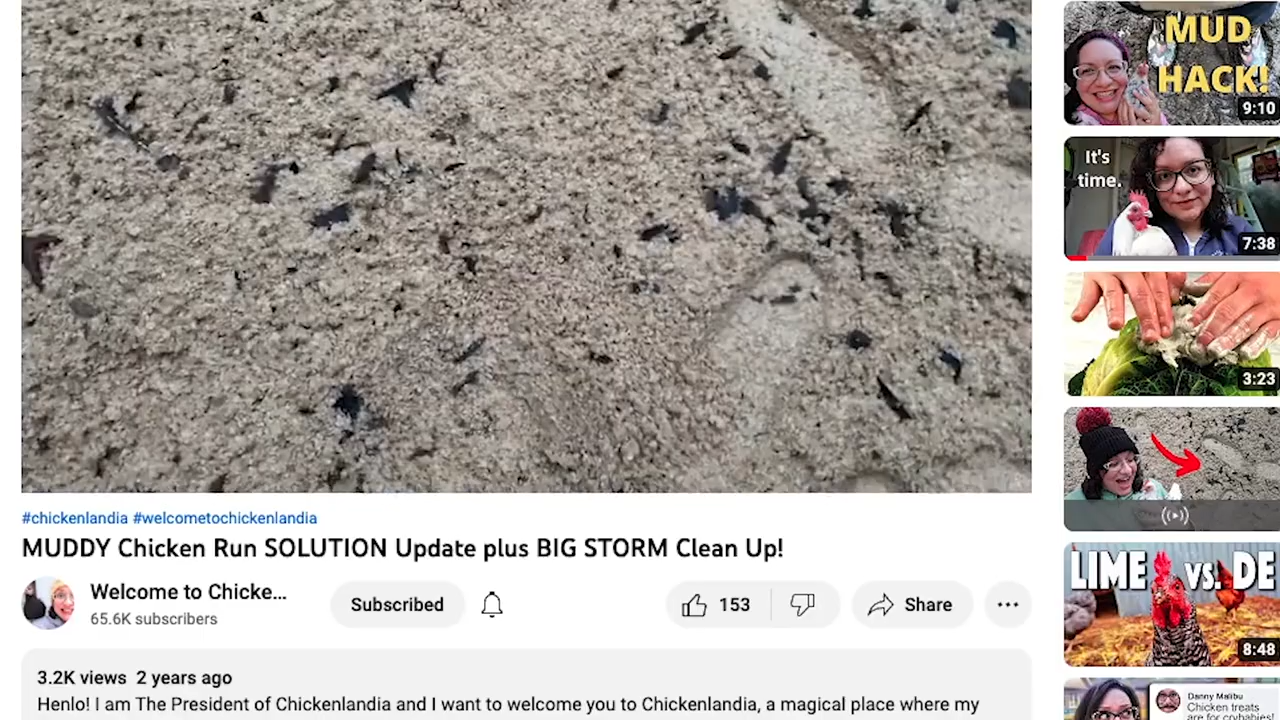 #chickenlandia #welcometochickenlandia
MUDDY Chicken Run SOLUTION Update plus BIG STORM Clean Up!
Welcome to Chicke...
65.6K subscribers
Subscribed
153
Share
3.2K views 2 years ago
Henlo! I am The President of Chickenlandia and I want to welcome you to Chickenlandia, a magical place where my
MUD
HACK!
9:10
It's
time.
7:38
3:23
LIME vs. DE
8:48
Danny Malibu
Chicken treats
are for crybabies!